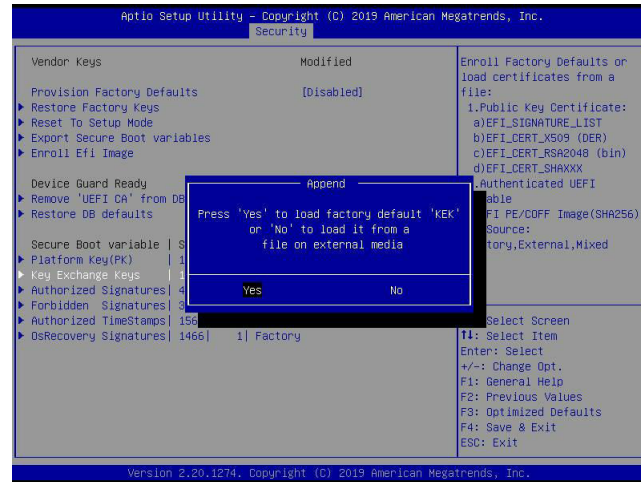 Aptio Setup Utility – Copyright (C) 2019 American Megatrends, Inc.
Security
Vendor Keys Modified
Provision Factory Defaults [Disabled]
Restore Factory Keys
Reset To Setup Mode
Export Secure Boot variables
Enroll Efi Image
Device Guard Ready
Remove 'UEFI CA' from DB
Restore DB defaults
Secure Boot variable | S
Platform Key(PK) | 1
Key Exchange Keys | 1
Authorized Signatures| 4
Forbidden Signatures| 3
Authorized TimeStamps| 156
OsRecovery Signatures| 1466| 1| Factory
Append
Press 'Yes' to load factory default 'KEK'
or 'No' to load it from a
file on external media
Yes No
Enroll Factory Defaults or
load certificates from a
file:
1.Public Key Certificate:
a)EFI_SIGNATURE_LIST
b)EFI_CERT_X509 (DER)
c)EFI_CERT_RSA2048 (bin)
d)EFI_CERT_SHAXXX
.Authenticated UEFI
able
FI PE/COFF Image(SHA256)
Source:
tory,External,Mixed
Select Screen
↑↓: Select Item
Enter: Select
+/-: Change Opt.
F1: General Help
F2: Previous Values
F3: Optimized Defaults
F4: Save & Exit
ESC: Exit
Version 2.20.1274. Copyright (C) 2019 American Megatrends, Inc.